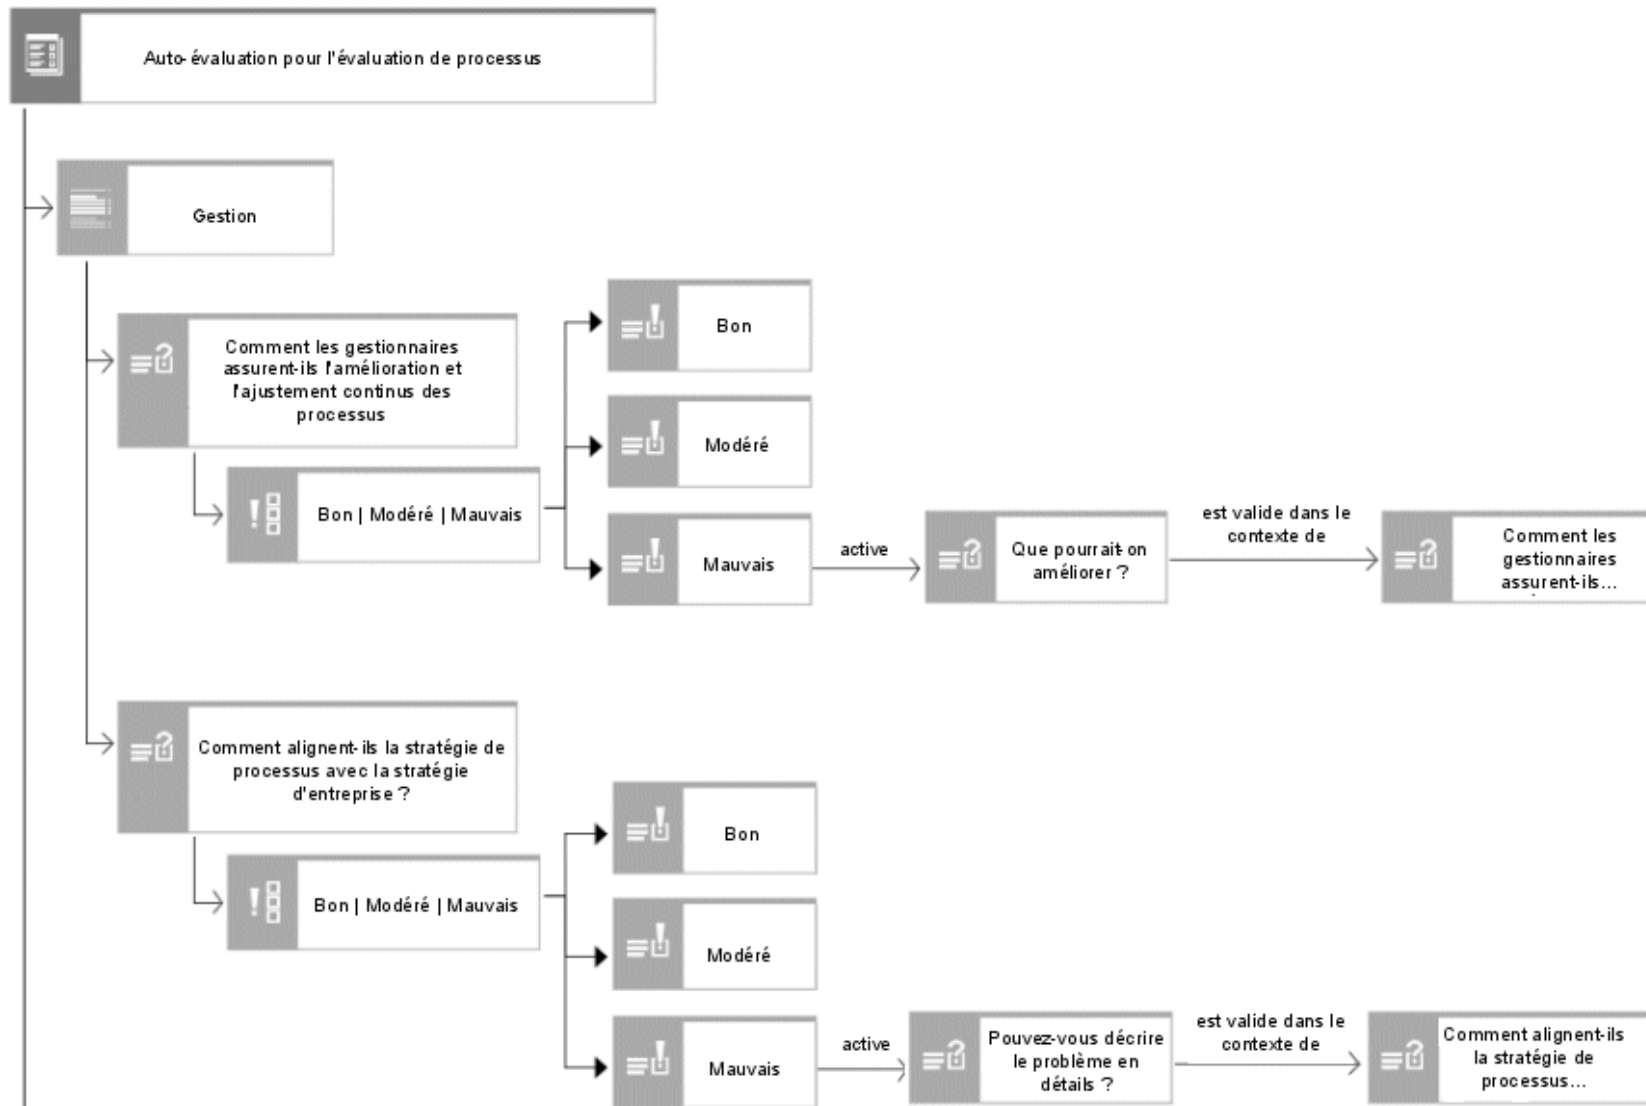 Auto-évaluation pour l'évaluation de processus
Gestion
Comment les gestionnaires
assurent-ils l'amélioration et
l'ajustement continus des
processus
Bon | Modéré | Mauvais
Bon
Modéré
Mauvais
active
Que pourrait-on
améliorer ?
est valide dans le
contexte de
Comment les
gestionnaires
assurent-ils...
Comment alignent-ils la stratégie de
processus avec la stratégie
d'entreprise ?
Bon | Modéré | Mauvais
Bon
Modéré
Mauvais
active
Pouvez-vous décrire
le problème en
détails ?
est valide dans le
contexte de
Comment alignent-ils
la stratégie de
processus...